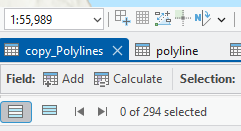 1:55,989
copy_Polylines polyline
Field: Add Calculate Selection:
0 of 294 selected